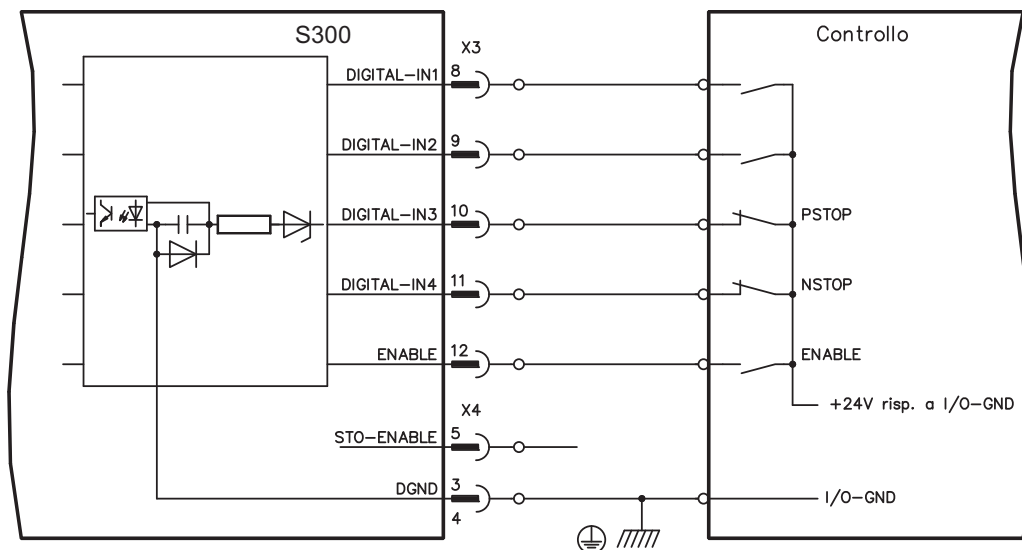 S300
Controllo
X3
DIGITAL-IN1 8
DIGITAL-IN2 9
DIGITAL-IN3 10 PSTOP
DIGITAL-IN4 11 NSTOP
ENABLE 12 ENABLE
+24V risp. a I/O-GND
X4
STO-ENABLE 5
DGND 3 I/O-GND
4